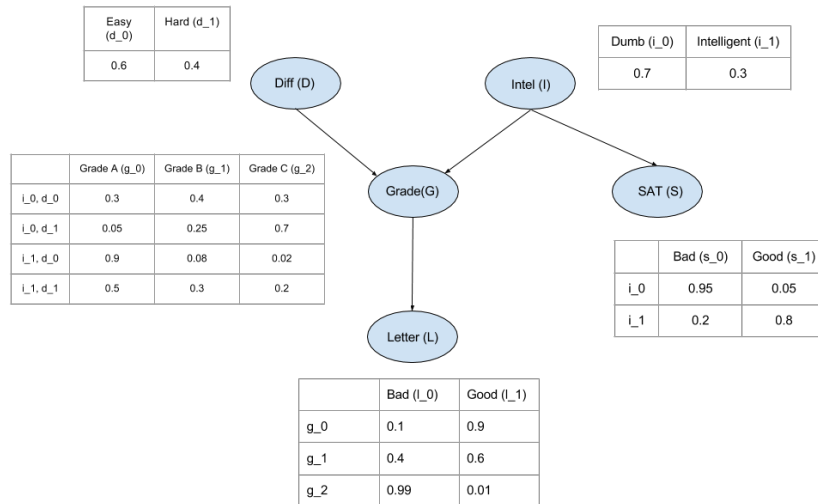 Easy (d_0) Hard (d_1)
0.6 0.4
Dumb (i_0) Intelligent (i_1)
0.7 0.3
Diff (D)
Intel (I)
Grade A (g_0) Grade B (g_1) Grade C (g_2)
i_0, d_0 0.3 0.4 0.3
i_0, d_1 0.05 0.25 0.7
i_1, d_0 0.9 0.08 0.02
i_1, d_1 0.5 0.3 0.2
Grade(G)
SAT (S)
Bad (s_0) Good (s_1)
i_0 0.95 0.05
i_1 0.2 0.8
Letter (L)
Bad (l_0) Good (l_1)
g_0 0.1 0.9
g_1 0.4 0.6
g_2 0.99 0.01